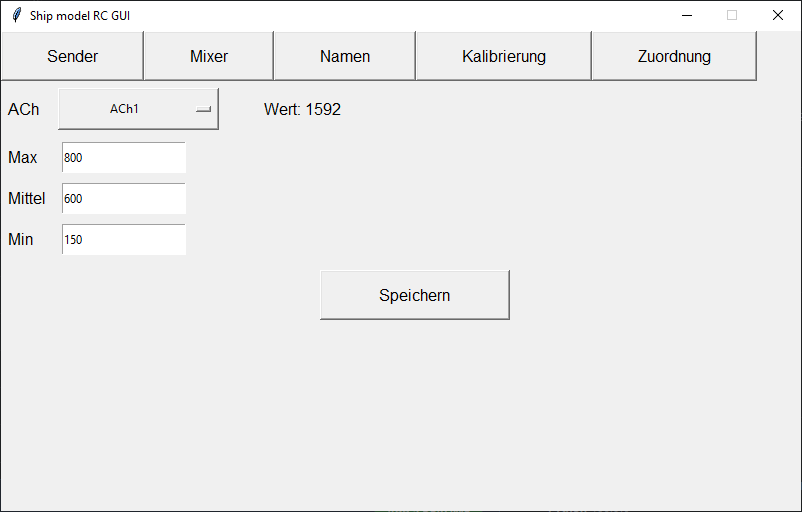 Ship model RC GUI
Sender Mixer Namen Kalibrierung Zuordnung
ACh ACh1 Wert: 1592
Max 800
Mittel 600
Min 150
Speichern